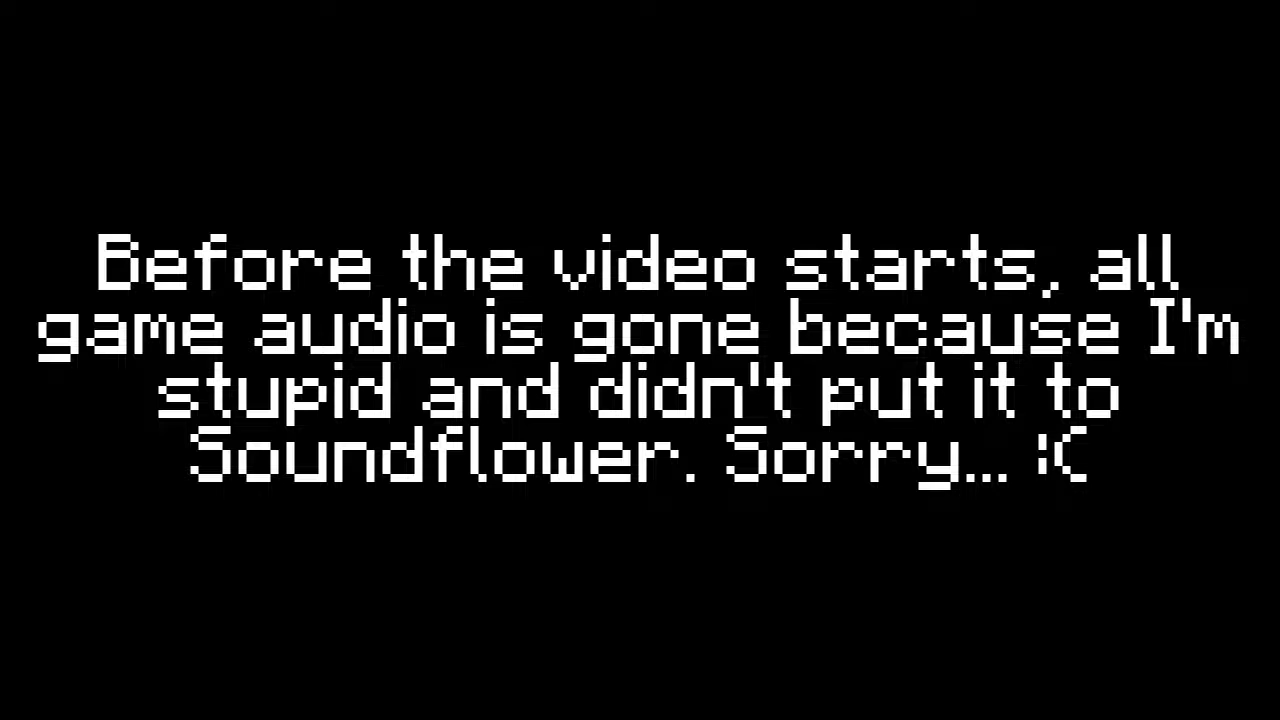 Before the video starts, all
game audio is gone because I'm
stupid and didn't put it to
Soundflower. Sorry... :C